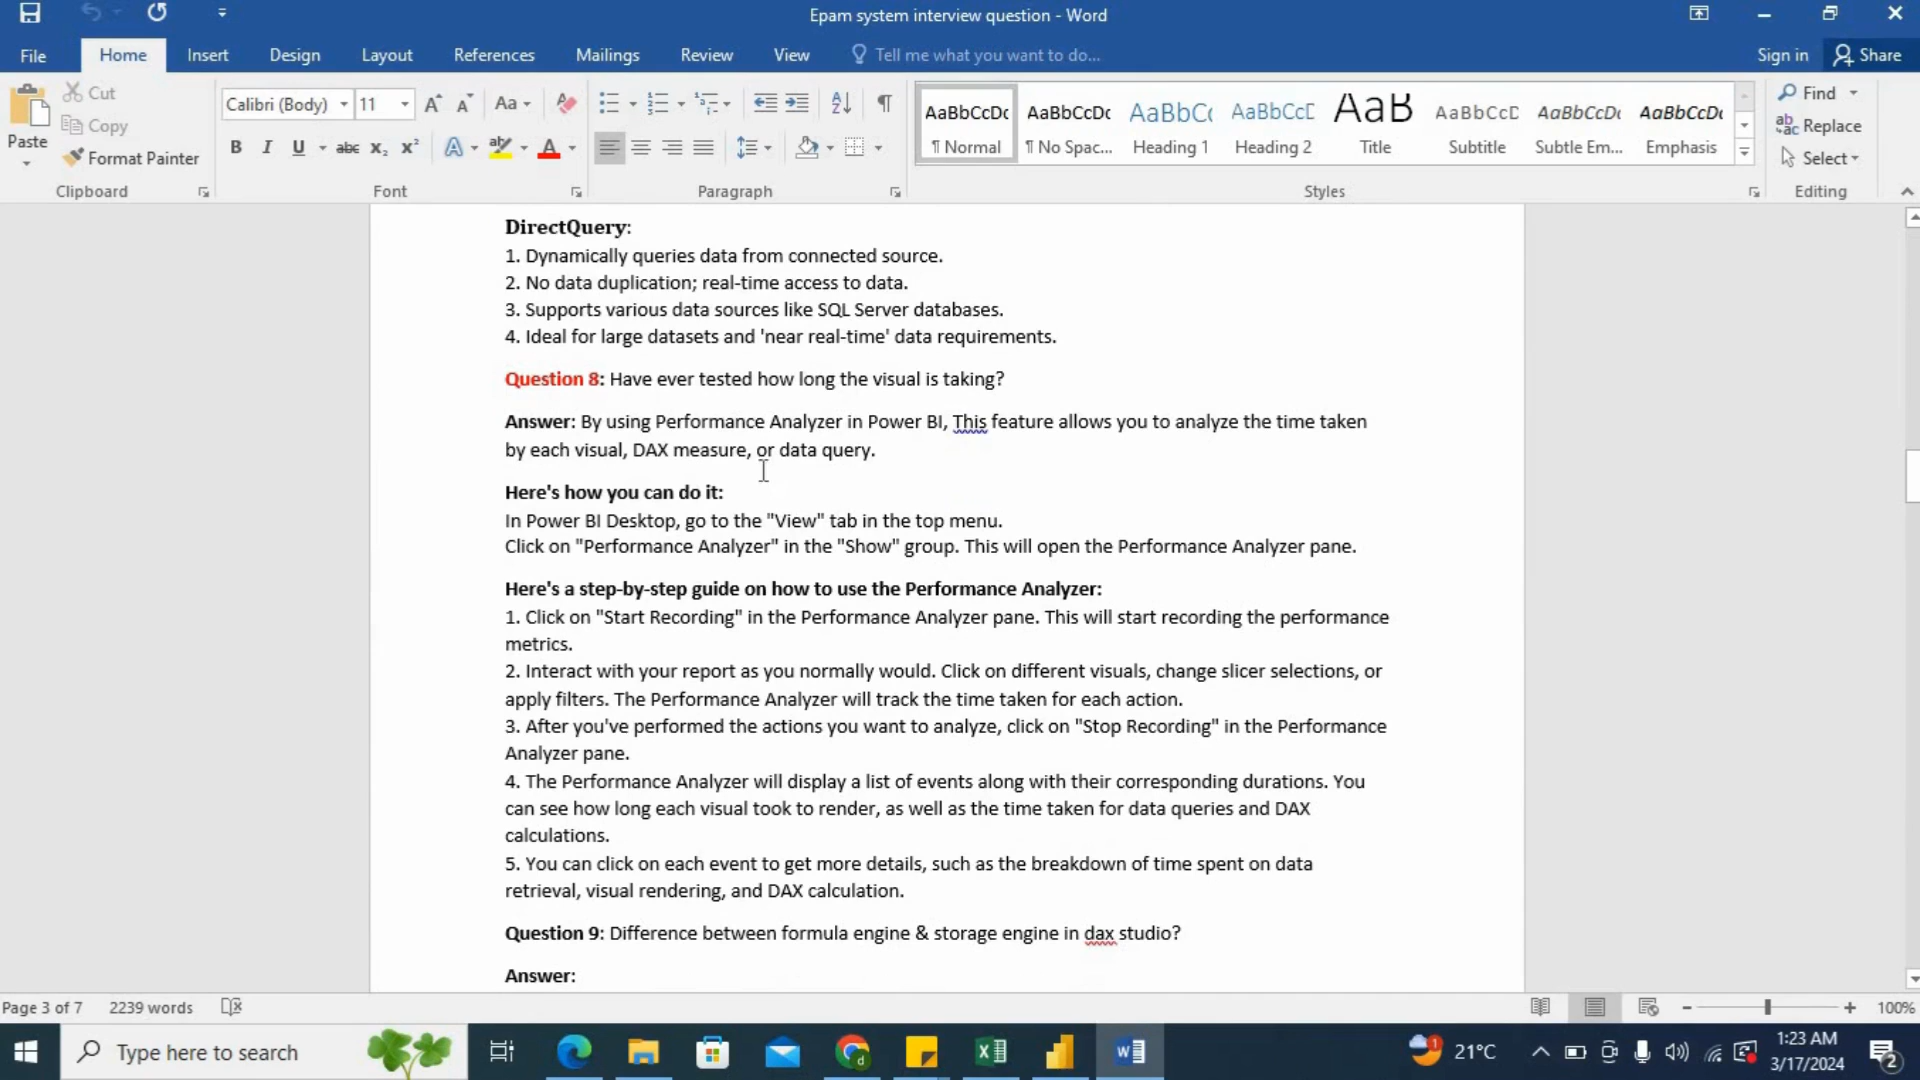 Epam system interview question - Word
File Home Insert Design Layout References Mailings Review View Tell me what you want to do... Sign in Share
Paste Cut Copy Format Painter Clipboard
Calibri (Body) 11 Aa
B I U abc x₂ x² A A
Font
Paragraph
AaBbCcDc AaBbCcDc AaBbC AaBbCcD AaB AaBbCcD AaBbCcDc AaBbCcDc
¶ Normal ¶ No Spac... Heading 1 Heading 2 Title Subtitle Subtle Em... Emphasis
Styles
Find Replace Select Editing
DirectQuery:
1. Dynamically queries data from connected source.
2. No data duplication; real-time access to data.
3. Supports various data sources like SQL Server databases.
4. Ideal for large datasets and 'near real-time' data requirements.
Question 8: Have ever tested how long the visual is taking?
Answer: By using Performance Analyzer in Power BI, This feature allows you to analyze the time taken
by each visual, DAX measure, or data query.
Here's how you can do it:
In Power BI Desktop, go to the "View" tab in the top menu.
Click on "Performance Analyzer" in the "Show" group. This will open the Performance Analyzer pane.
Here's a step-by-step guide on how to use the Performance Analyzer:
1. Click on "Start Recording" in the Performance Analyzer pane. This will start recording the performance
metrics.
2. Interact with your report as you normally would. Click on different visuals, change slicer selections, or
apply filters. The Performance Analyzer will track the time taken for each action.
3. After you've performed the actions you want to analyze, click on "Stop Recording" in the Performance
Analyzer pane.
4. The Performance Analyzer will display a list of events along with their corresponding durations. You
can see how long each visual took to render, as well as the time taken for data queries and DAX
calculations.
5. You can click on each event to get more details, such as the breakdown of time spent on data
retrieval, visual rendering, and DAX calculation.
Question 9: Difference between formula engine & storage engine in dax studio?
Answer:
Page 3 of 7 2239 words 100%
Type here to search 21°C 1:23 AM
3/17/2024 2